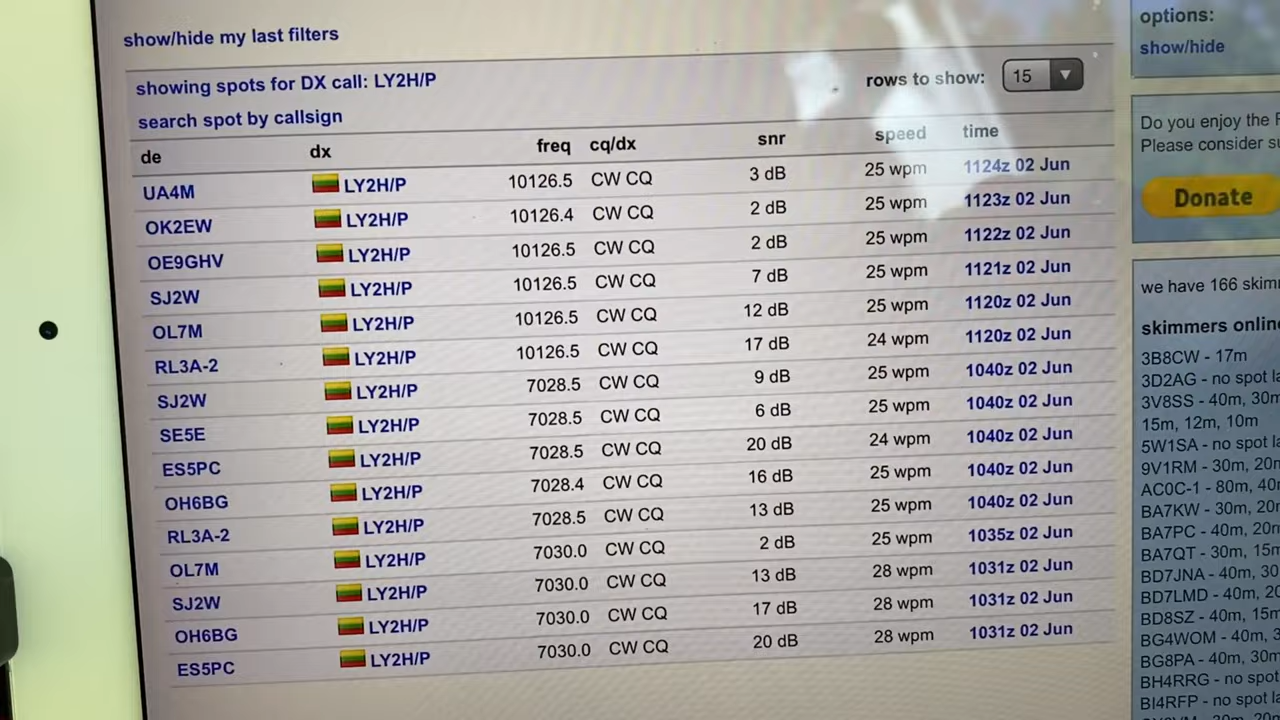 show/hide my last filters
showing spots for DX call: LY2H/P
rows to show: 15
search spot by callsign
de dx freq cq/dx snr speed time
UA4M LY2H/P 10126.5 CW CQ 3 dB 25 wpm 1124z 02 Jun
OK2EW LY2H/P 10126.4 CW CQ 2 dB 25 wpm 1123z 02 Jun
OE9GHV LY2H/P 10126.5 CW CQ 2 dB 25 wpm 1122z 02 Jun
SJ2W LY2H/P 10126.5 CW CQ 7 dB 25 wpm 1121z 02 Jun
OL7M LY2H/P 10126.5 CW CQ 12 dB 25 wpm 1120z 02 Jun
RL3A-2 LY2H/P 10126.5 CW CQ 17 dB 24 wpm 1120z 02 Jun
SJ2W LY2H/P 7028.5 CW CQ 9 dB 25 wpm 1040z 02 Jun
SE5E LY2H/P 7028.5 CW CQ 6 dB 25 wpm 1040z 02 Jun
ES5PC LY2H/P 7028.5 CW CQ 20 dB 24 wpm 1040z 02 Jun
OH6BG LY2H/P 7028.4 CW CQ 16 dB 25 wpm 1040z 02 Jun
RL3A-2 LY2H/P 7028.5 CW CQ 13 dB 25 wpm 1040z 02 Jun
OL7M LY2H/P 7030.0 CW CQ 2 dB 25 wpm 1035z 02 Jun
SJ2W LY2H/P 7030.0 CW CQ 13 dB 28 wpm 1031z 02 Jun
OH6BG LY2H/P 7030.0 CW CQ 17 dB 28 wpm 1031z 02 Jun
ES5PC LY2H/P 7030.0 CW CQ 20 dB 28 wpm 1031z 02 Jun
options:
show/hide
Do you enjoy the
Please consider
Donate
we have 166
skimmers online
3B8CW - 17m
3D2AG - no spot
3V8SS - 40m, 30m
15m, 12m, 10m
5W1SA - no spot
9V1RM - 30m,
AC0C-1 - 80m,
BA7KW - 30m,
BA7PC - 40m,
BA7QT - 30m,
BD7JNA - 40m,
BD7LMD - 40m,
BD8SZ - 40m,
BG4WOM - 40m,
BG8PA - 40m,
BH4RRG - no spot
BI4RFP - no spot